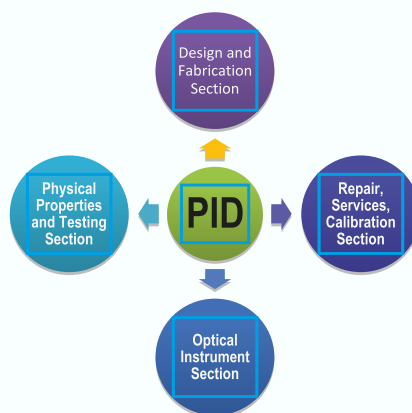 Design and
Fabrication
Section
Physical
Properties
and Testing
Section
PID
Repair,
Services,
Calibration
Section
Optical
Instrument
Section